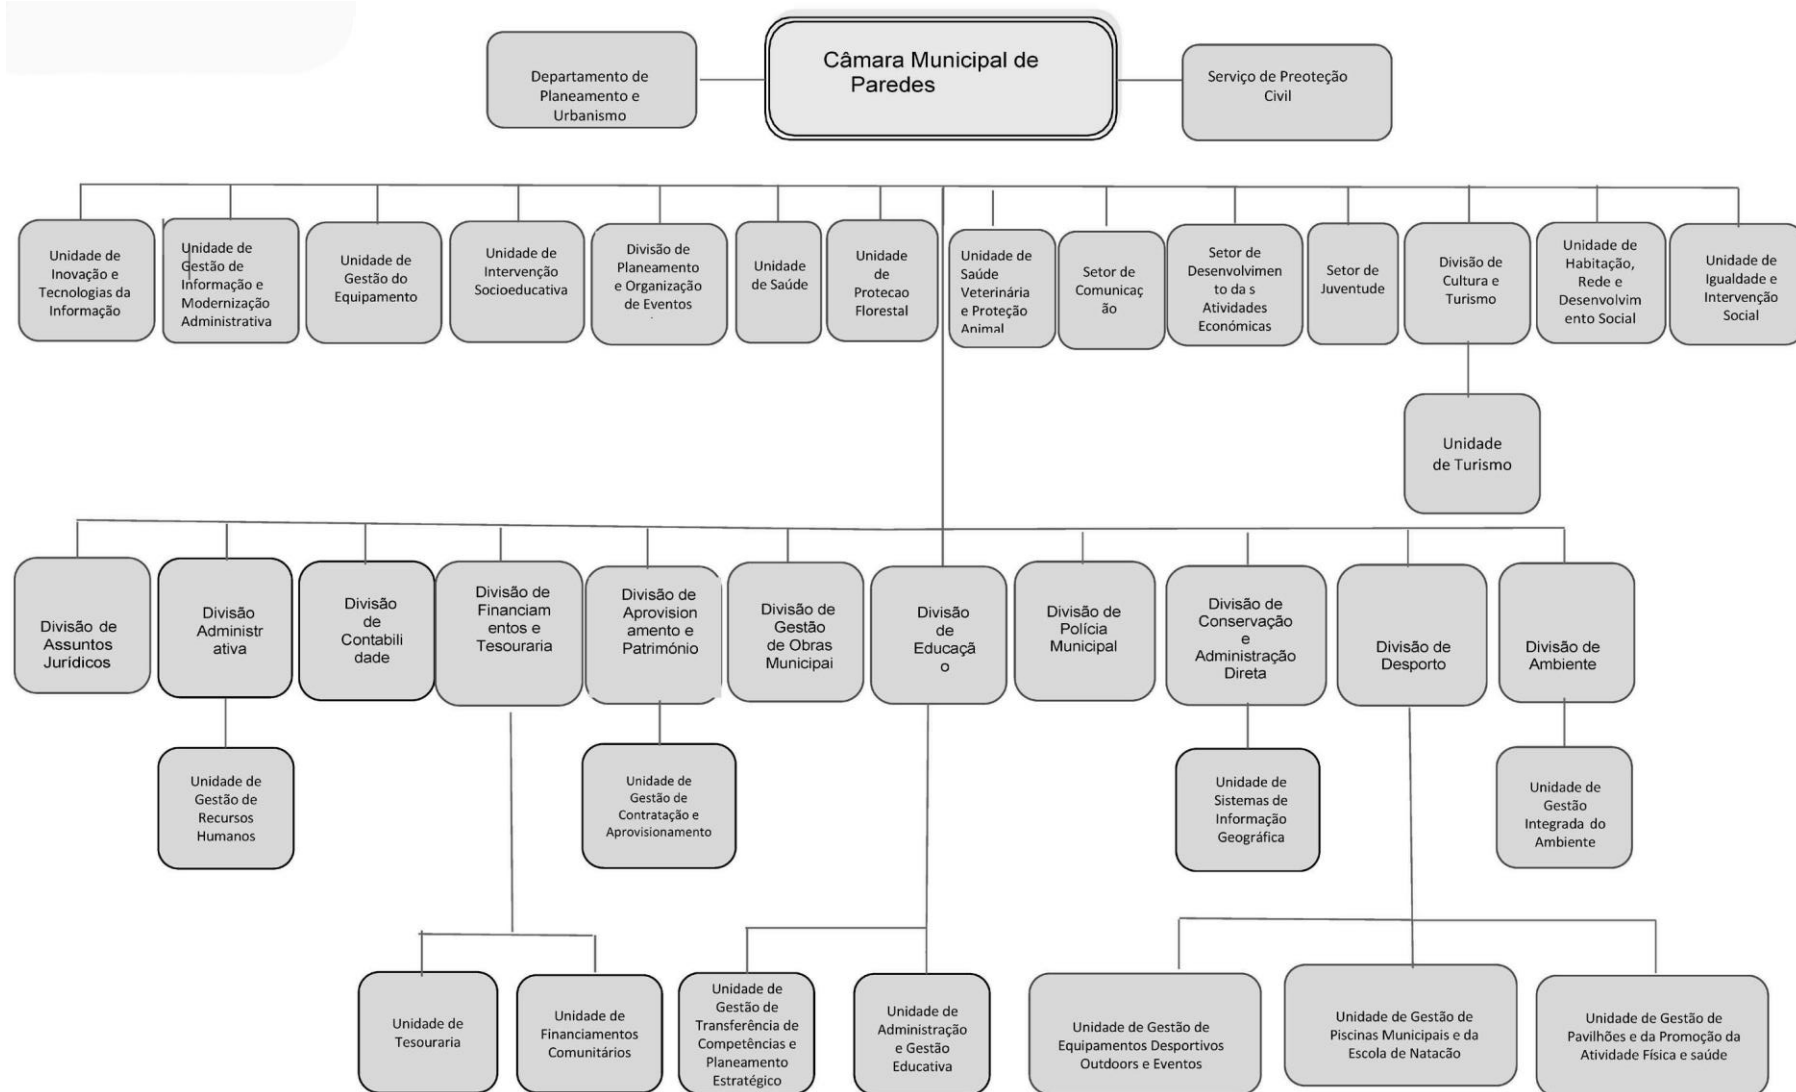 Câmara Municipal de
Paredes
Departamento de
Planeamento e
Urbanismo
Serviço de Preoteção
Civil
Unidade de
Inovação e
Tecnologias da
Informação
Unidade de
Gestão de
Informação e
Modernização
Administrativa
Unidade de
Gestão do
Equipamento
Unidade de
Intervenção
Socioeducativa
Divisão de
Planeamento
e Organização
de Eventos
Unidade
de Saúde
Unidade
de
Protecao
Florestal
Unidade de
Saúde
Veterinária
e Proteção
Animal
Setor de
Comunicaç
ão
Setor de
Desenvolvimen
to da s
Atividades
Económicas
Setor de
Juventude
Divisão de
Cultura e
Turismo
Unidade de
Habitação,
Rede e
Desenvolvim
ento Social
Unidade de
Igualdade e
Intervenção
Social
Unidade
de Turismo
Divisão de
Assuntos
Jurídicos
Divisão
Administr
ativa
Divisão
de
Contabili
dade
Divisão de
Financiam
entos e
Tesouraria
Divisão de
Aprovision
amento e
Património
Divisão de
Gestão
de Obras
Municipai
Divisão
de
Educaçã
o
Divisão de
Polícia
Municipal
Divisão de
Conservação
e
Administração
Direta
Divisão de
Desporto
Divisão de
Ambiente
Unidade de
Gestão de
Recursos
Humanos
Unidade de
Gestão de
Contratação e
Aprovisionamento
Unidade de
Sistemas de
Informação
Geográfica
Unidade de
Gestão
Integrada do
Ambiente
Unidade de
Tesouraria
Unidade de
Financiamentos
Comunitários
Unidade de
Gestão de
Transferência de
Competências e
Planeamento
Estratégico
Unidade de
Administração
e Gestão
Educativa
Unidade de Gestão de
Equipamentos Desportivos
Outdoors e Eventos
Unidade de Gestão de
Piscinas Municipais e da
Escola de Natacão
Unidade de Gestão de
Pavilhões e da Promoção da
Atividade Física e saúde